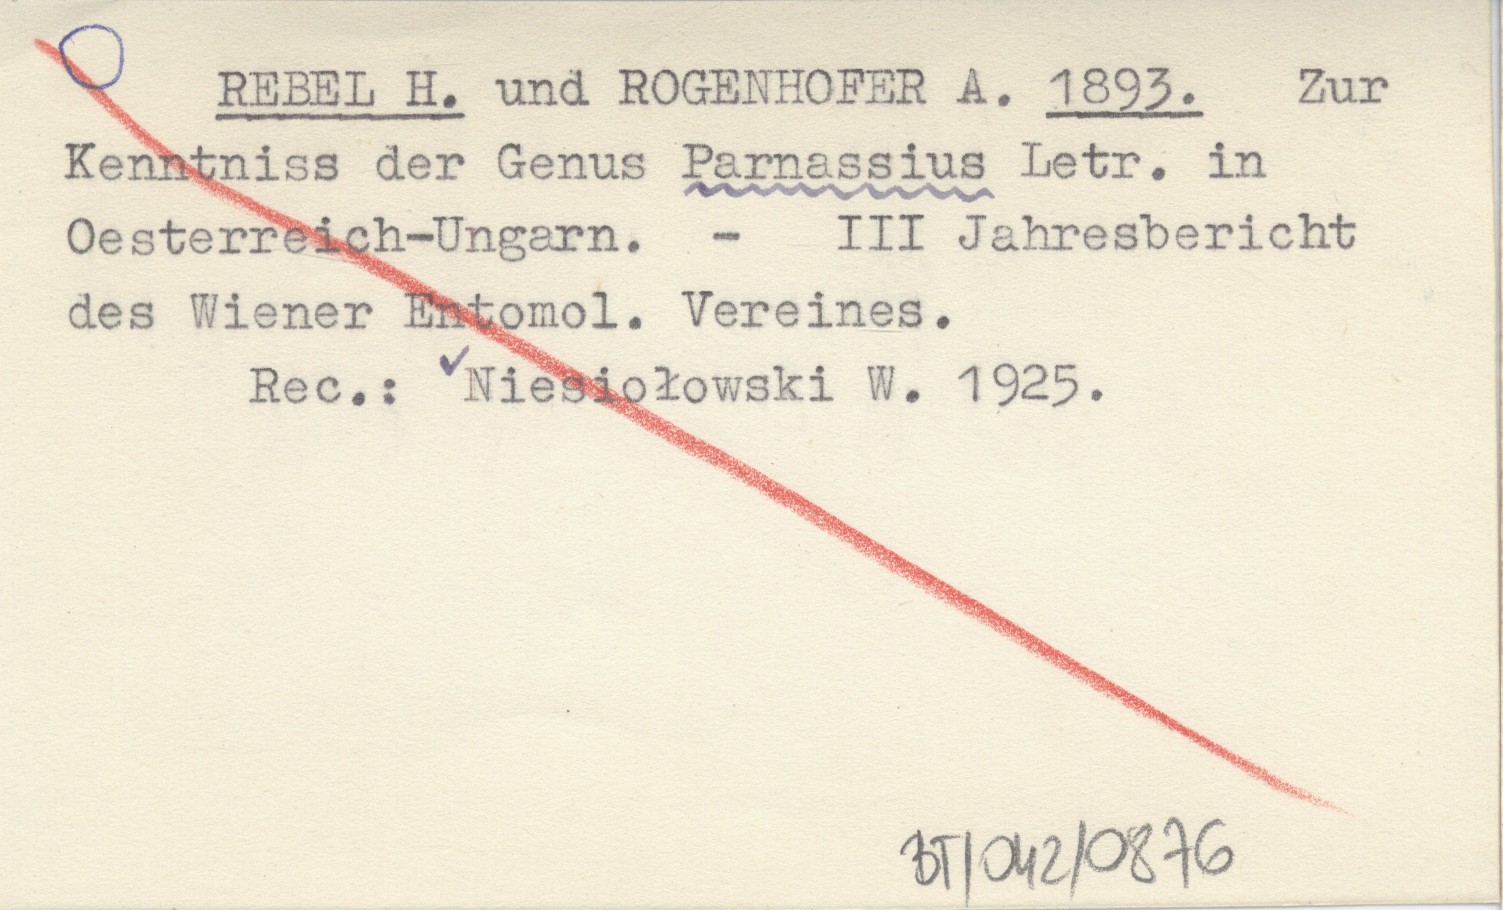 REBEL H. und ROGENHOFER A. 1893. Zur
Kenntniss der Genus Parnassius Letr. in
Oesterreich-Ungarn. - III Jahresbericht
des Wiener Entomol. Vereines.
Rec.: ✓Niesiołowski W. 1925.
BT/042/0876